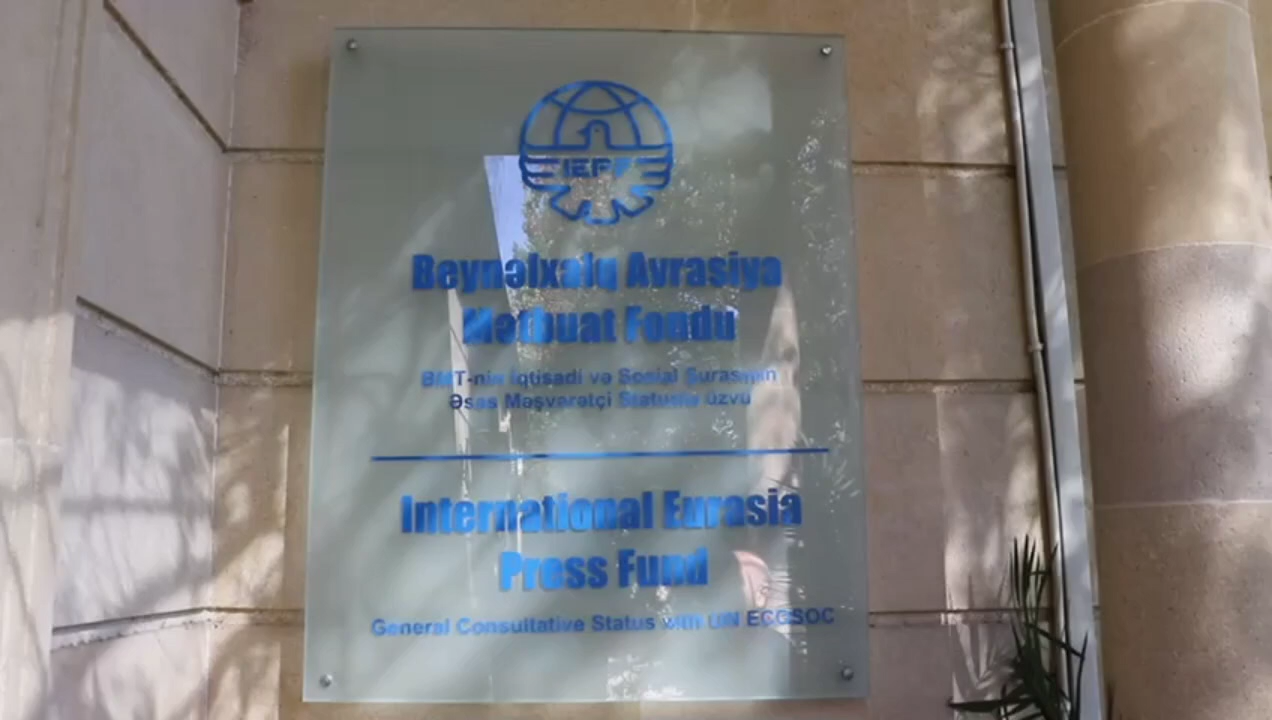 IEPF
Beynəlxalq Avrasiya
Mətbuat Fondu
BMT-nin İqtisadi və Sosial Şurasının
Əsas Məşvərətçi Statuslu üzvü
International Eurasia
Press Fund
General Consultative Status with UN ECOSOC